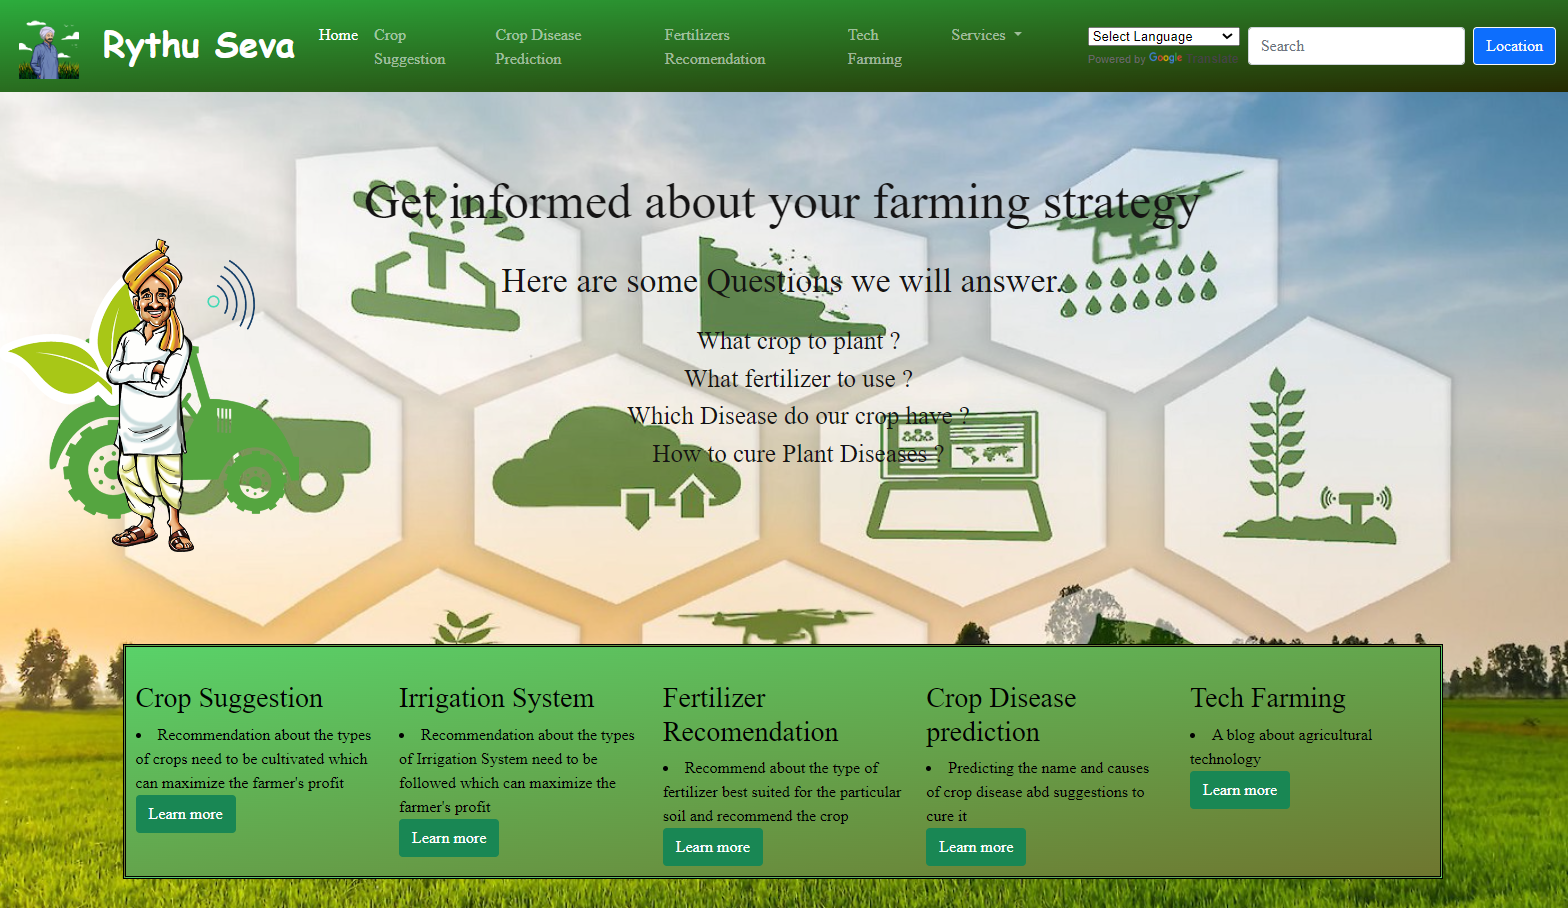 Rythu Seva
Home
Crop
Suggestion
Crop Disease
Prediction
Fertilizers
Recomendation
Tech
Farming
Services
Select Language
Powered by Google Translate
Search
Location
Get informed about your farming strategy
Here are some Questions we will answer.
What crop to plant ?
What fertilizer to use ?
Which Disease do our crop have ?
How to cure Plant Diseases ?
Crop Suggestion
• Recommendation about the types
of crops need to be cultivated which
can maximize the farmer's profit
Learn more
Irrigation System
• Recommendation about the types
of Irrigation System need to be
followed which can maximize the
farmer's profit
Learn more
Fertilizer
Recomendation
• Recommend about the type of
fertilizer best suited for the particular
soil and recommend the crop
Learn more
Crop Disease
prediction
• Predicting the name and causes
of crop disease abd suggestions to
cure it
Learn more
Tech Farming
• A blog about agricultural
technology
Learn more